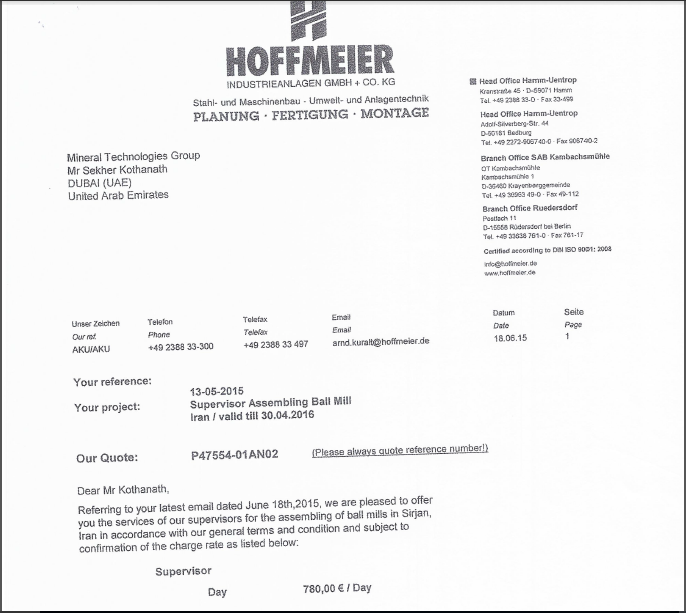 HOFFMEIER
INDUSTRIEANLAGEN GMBH + CO. KG
Stahl- und Maschinenbau · Umwelt- und Anlagentechnik
PLANUNG · FERTIGUNG · MONTAGE
Head Office Hamm-Uentrop
Kranstraße 45 · D-59071 Hamm
Tel. +49 2388 33-0 · Fax 33-499
Head Office Hamm-Uentrop
Adolf-Silverberg-Str. 44
D-50181 Bedburg
Tel. +49 2272-906740-0 · Fax 906740-2
Branch Office SAB Kambachsmühle
OT Kambachsmühle
Kambachsmühle 1
D-36460 Krayenberggemeinde
Tel. +49 36963 49-0 · Fax 49-112
Branch Office Ruedersdorf
Postfach 11
D-15558 Rüdersdorf bei Berlin
Tel. +49 33638 761-0 · Fax 761-17
Certified according to DIN ISO 9001: 2008
info@hoffmeier.de
www.hoffmeier.de
Mineral Technologies Group
Mr Sekher Kothanath
DUBAI (UAE)
United Arab Emirates
Unser Zeichen Telefon Telefax Email Datum Seite
Our ref. Phone Telefax Email Date Page
AKU/AKU +49 2388 33-300 +49 2388 33 497 arnd.kuralt@hoffmeier.de 18.06.15 1
Your reference:
13-05-2015
Your project: Supervisor Assembling Ball Mill
Iran / valid till 30.04.2016
Our Quote: P47554-01AN02 (Please always quote reference number!)
Dear Mr Kothanath,
Referring to your latest email dated June 18th,2015, we are pleased to offer
you the services of our supervisors for the assembling of ball mills in Sirjan,
Iran in accordance with our general terms and condition and subject to
confirmation of the charge rate as listed below:
Supervisor
Day 780,00 € / Day